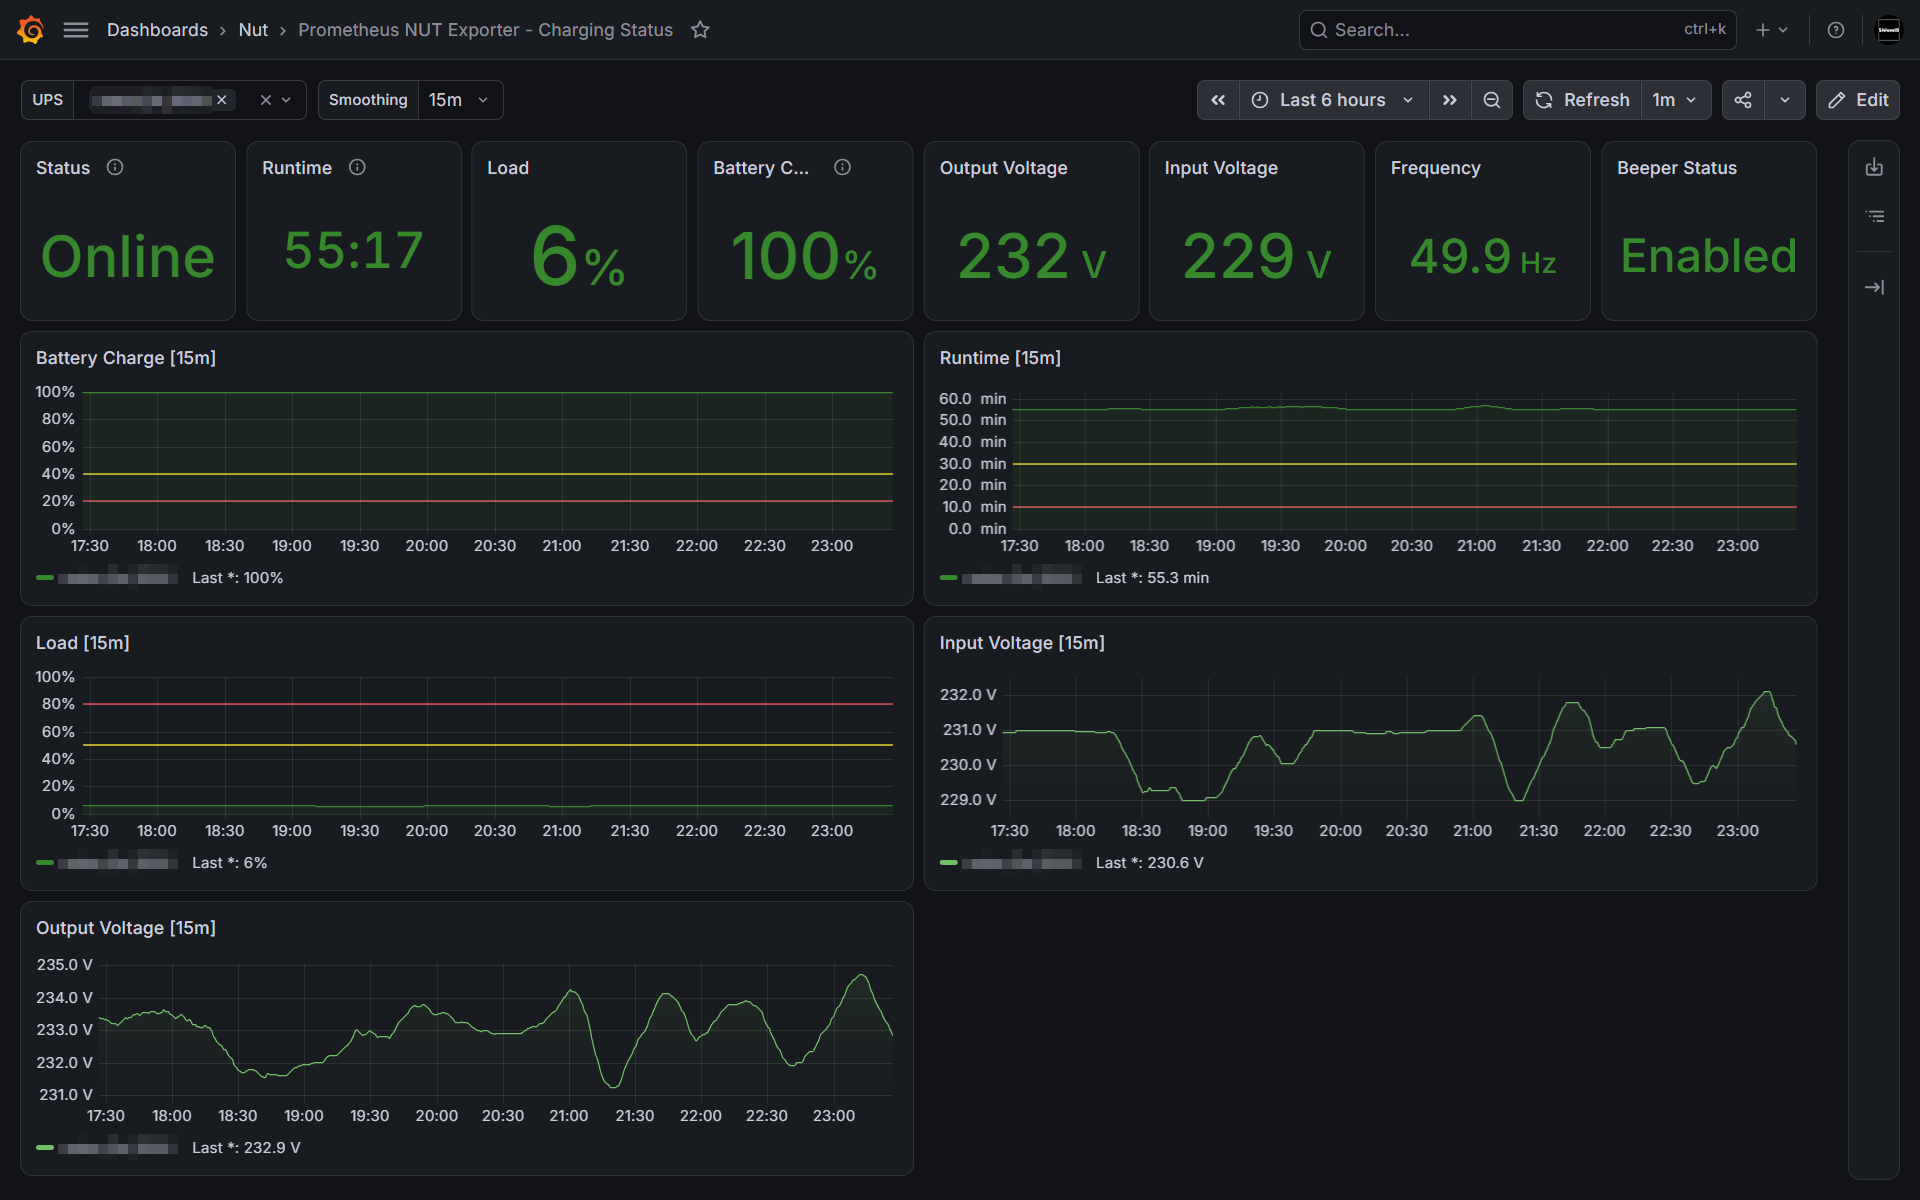 Dashboards › Nut › Prometheus NUT Exporter - Charging Status
Search... ctrl+k
UPS
Smoothing 15m
Last 6 hours
Refresh 1m
Edit
Status
Online
Runtime
55:17
Load
6%
Battery C...
100%
Output Voltage
232 V
Input Voltage
229 V
Frequency
49.9 Hz
Beeper Status
Enabled
Battery Charge [15m]
100%
80%
60%
40%
20%
0%
17:30 18:00 18:30 19:00 19:30 20:00 20:30 21:00 21:30 22:00 22:30 23:00
Last *: 100%
Runtime [15m]
60.0 min
50.0 min
40.0 min
30.0 min
20.0 min
10.0 min
0.0 min
17:30 18:00 18:30 19:00 19:30 20:00 20:30 21:00 21:30 22:00 22:30 23:00
Last *: 55.3 min
Load [15m]
100%
80%
60%
40%
20%
0%
17:30 18:00 18:30 19:00 19:30 20:00 20:30 21:00 21:30 22:00 22:30 23:00
Last *: 6%
Input Voltage [15m]
232.0 V
231.0 V
230.0 V
229.0 V
17:30 18:00 18:30 19:00 19:30 20:00 20:30 21:00 21:30 22:00 22:30 23:00
Last *: 230.6 V
Output Voltage [15m]
235.0 V
234.0 V
233.0 V
232.0 V
231.0 V
17:30 18:00 18:30 19:00 19:30 20:00 20:30 21:00 21:30 22:00 22:30 23:00
Last *: 232.9 V